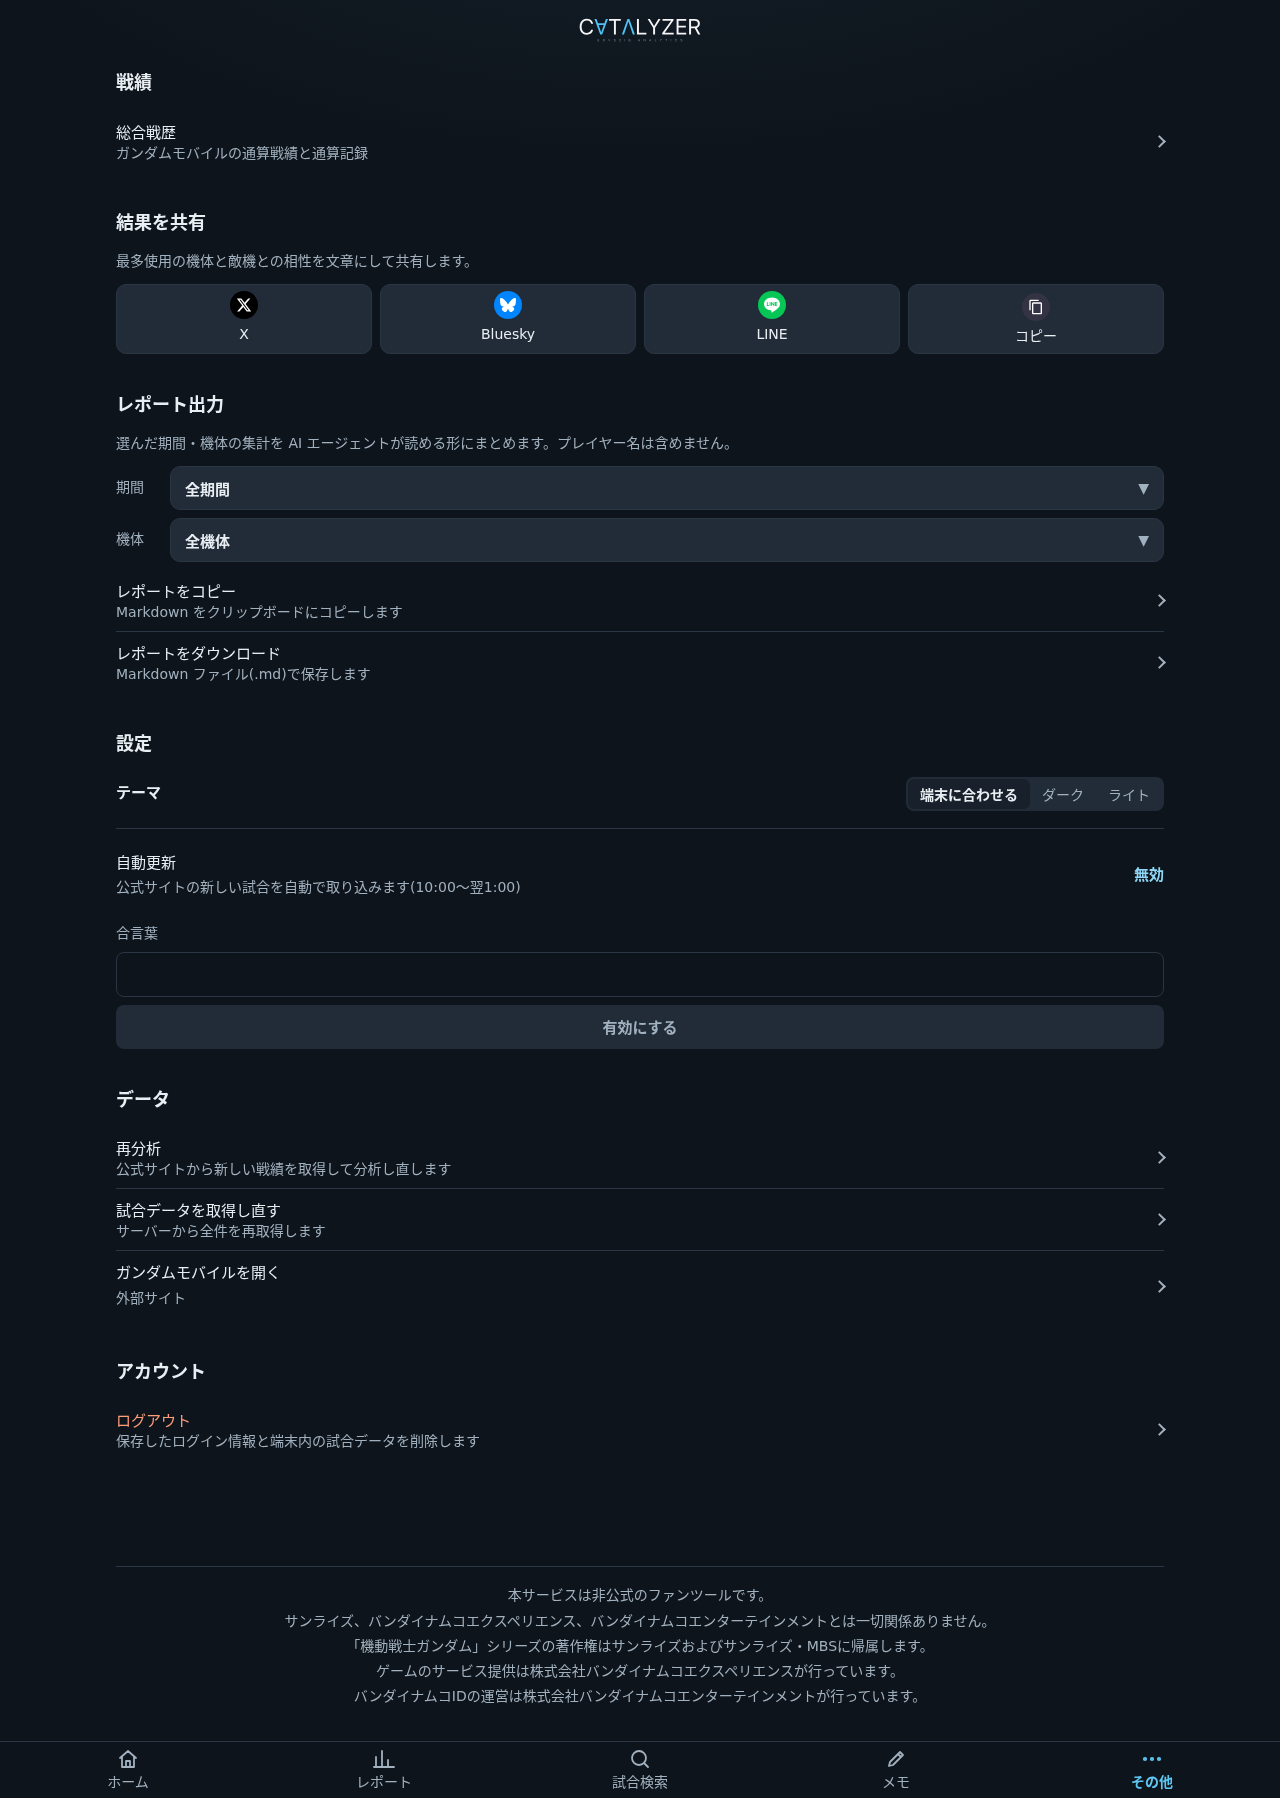 C∀TΛLYZER
戦績
総合戦歴
ガンダムモバイルの通算戦績と通算記録
結果を共有
最多使用の機体と敵機との相性を文章にして共有します。
X
Bluesky
LINE
LINE
コピー
レポート出力
選んだ期間・機体の集計を AI エージェントが読める形にまとめます。プレイヤー名は含めません。
期間
全期間
▼
機体
全機体
▼
レポートをコピー
Markdown をクリップボードにコピーします
レポートをダウンロード
Markdown ファイル(.md)で保存します
設定
テーマ
端末に合わせる ダーク ライト
自動更新
公式サイトの新しい試合を自動で取り込みます(10:00〜翌1:00)
無効
合言葉
有効にする
データ
再分析
公式サイトから新しい戦績を取得して分析し直します
試合データを取得し直す
サーバーから全件を再取得します
ガンダムモバイルを開く
外部サイト
アカウント
ログアウト
保存したログイン情報と端末内の試合データを削除します
本サービスは非公式のファンツールです。
サンライズ、バンダイナムコエクスペリエンス、バンダイナムコエンターテインメントとは一切関係ありません。
「機動戦士ガンダム」シリーズの著作権はサンライズおよびサンライズ・MBSに帰属します。
ゲームのサービス提供は株式会社バンダイナムコエクスペリエンスが行っています。
バンダイナムコIDの運営は株式会社バンダイナムコエンターテインメントが行っています。
ホーム
レポート
試合検索
メモ
その他